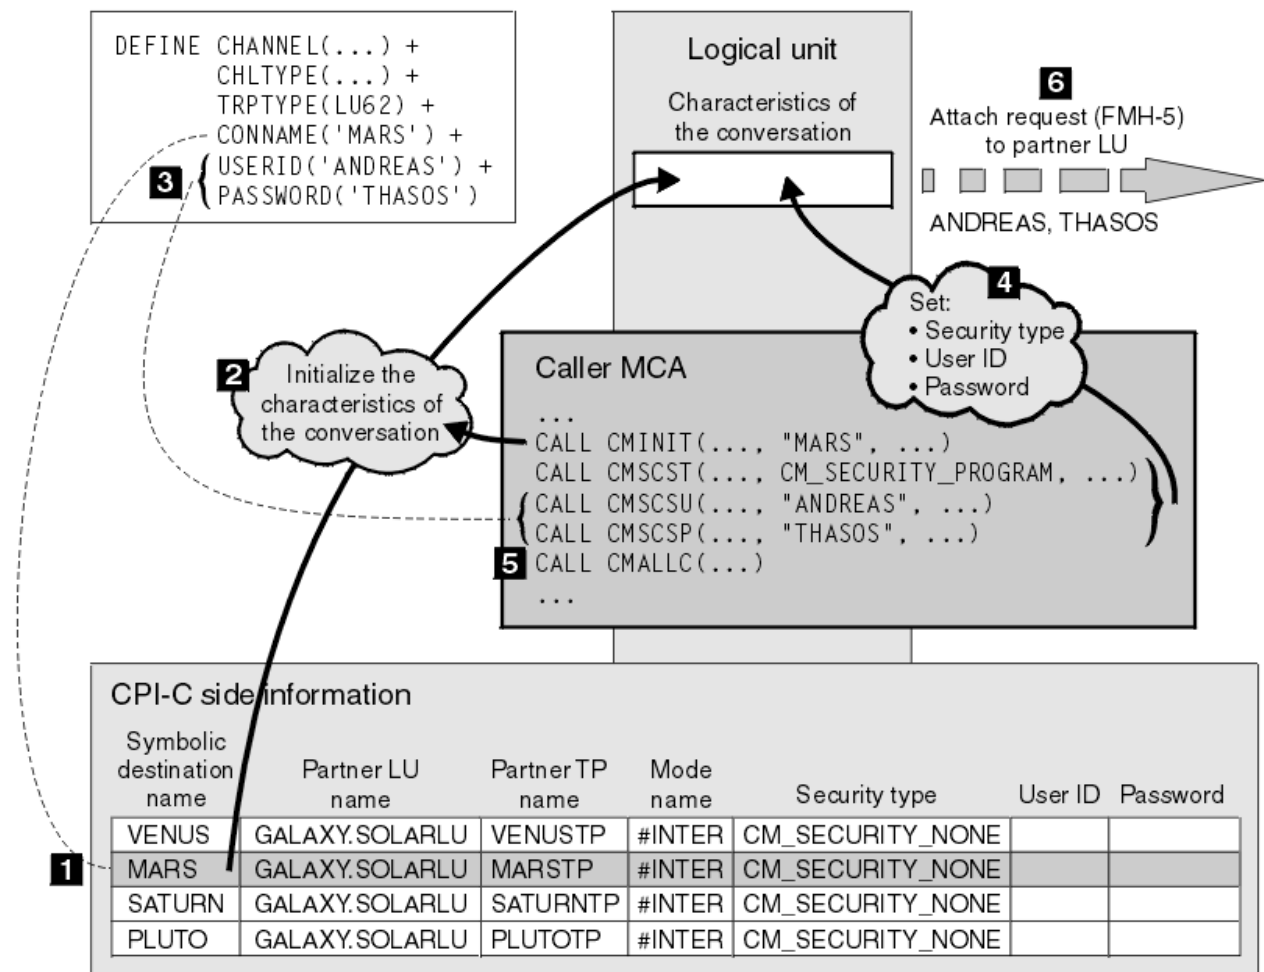 DEFINE CHANNEL(...) +
CHLTYPE(...) +
TRPTYPE(LU62) +
CONNAME('MARS') +
3 USERID('ANDREAS') +
PASSWORD('THASOS')
Logical unit
Characteristics of
the conversation
6
Attach request (FMH-5)
to partner LU
ANDREAS, THASOS
4
Set:
• Security type
• User ID
• Password
2 Initialize the
characteristics of
the conversation
Caller MCA
...
CALL CMINIT(..., "MARS", ...)
CALL CMSCST(..., CM_SECURITY_PROGRAM, ...)
CALL CMSCSU(..., "ANDREAS", ...)
CALL CMSCSP(..., "THASOS", ...)
5 CALL CMALLC(...)
...
CPI-C side information
Symbolic
destination
name
Partner LU
name
Partner TP
name
Mode
name
Security type
User ID
Password
VENUS GALAXY.SOLARLU VENUSTP #INTER CM_SECURITY_NONE
1 MARS GALAXY.SOLARLU MARSTP #INTER CM_SECURITY_NONE
SATURN GALAXY.SOLARLU SATURNTP #INTER CM_SECURITY_NONE
PLUTO GALAXY.SOLARLU PLUTOTP #INTER CM_SECURITY_NONE